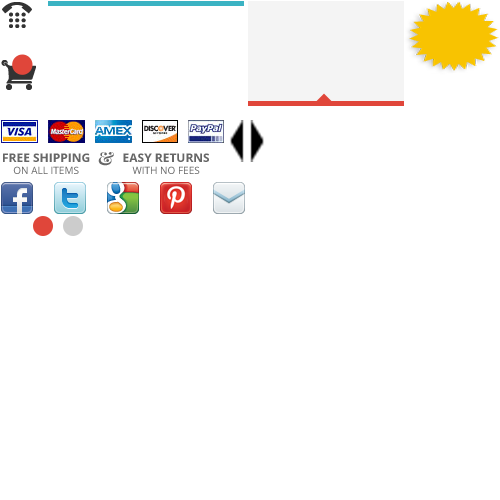 VISA MasterCard AMEX DISCOVER PayPal
FREE SHIPPING & EASY RETURNS
ON ALL ITEMS WITH NO FEES
f t g P